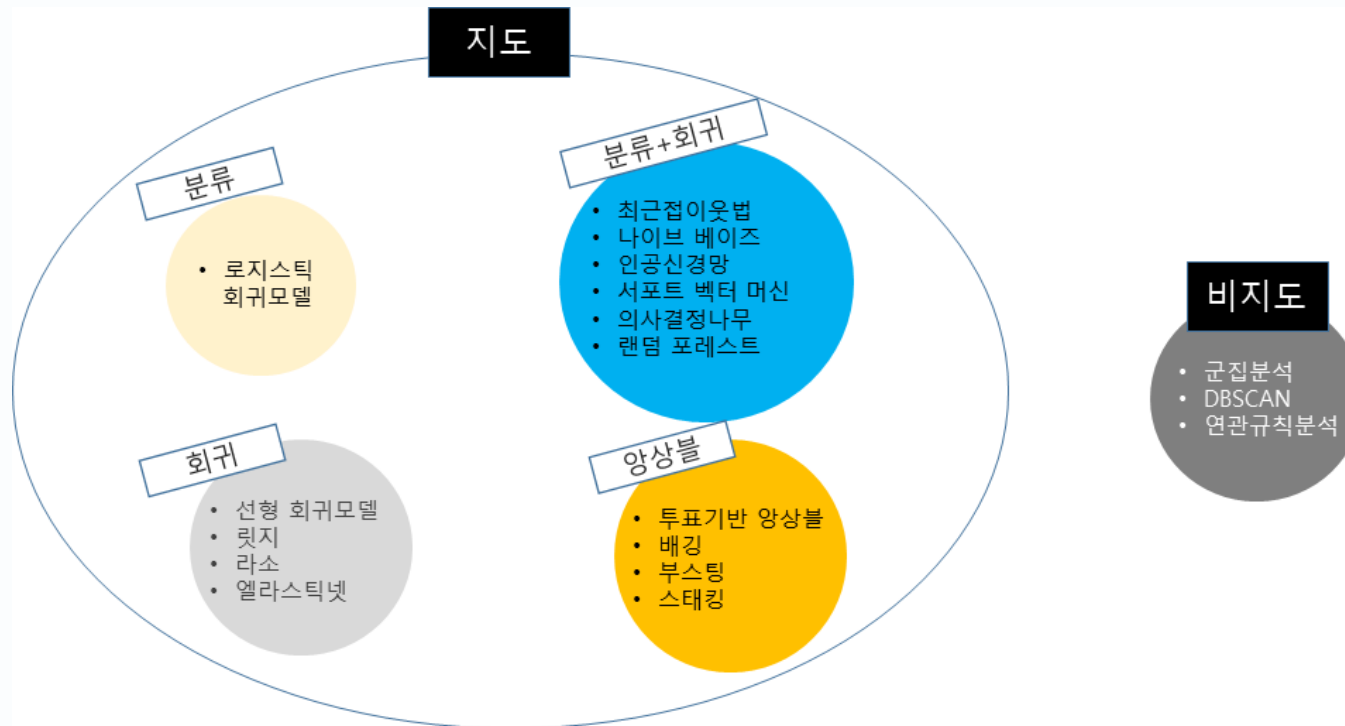 지도
분류
• 로지스틱
회귀모델
분류+회귀
• 최근접이웃법
• 나이브 베이즈
• 인공신경망
• 서포트 벡터 머신
• 의사결정나무
• 랜덤 포레스트
회귀
• 선형 회귀모델
• 릿지
• 라소
• 엘라스틱넷
앙상블
• 투표기반 앙상블
• 배깅
• 부스팅
• 스태킹
비지도
• 군집분석
• DBSCAN
• 연관규칙분석